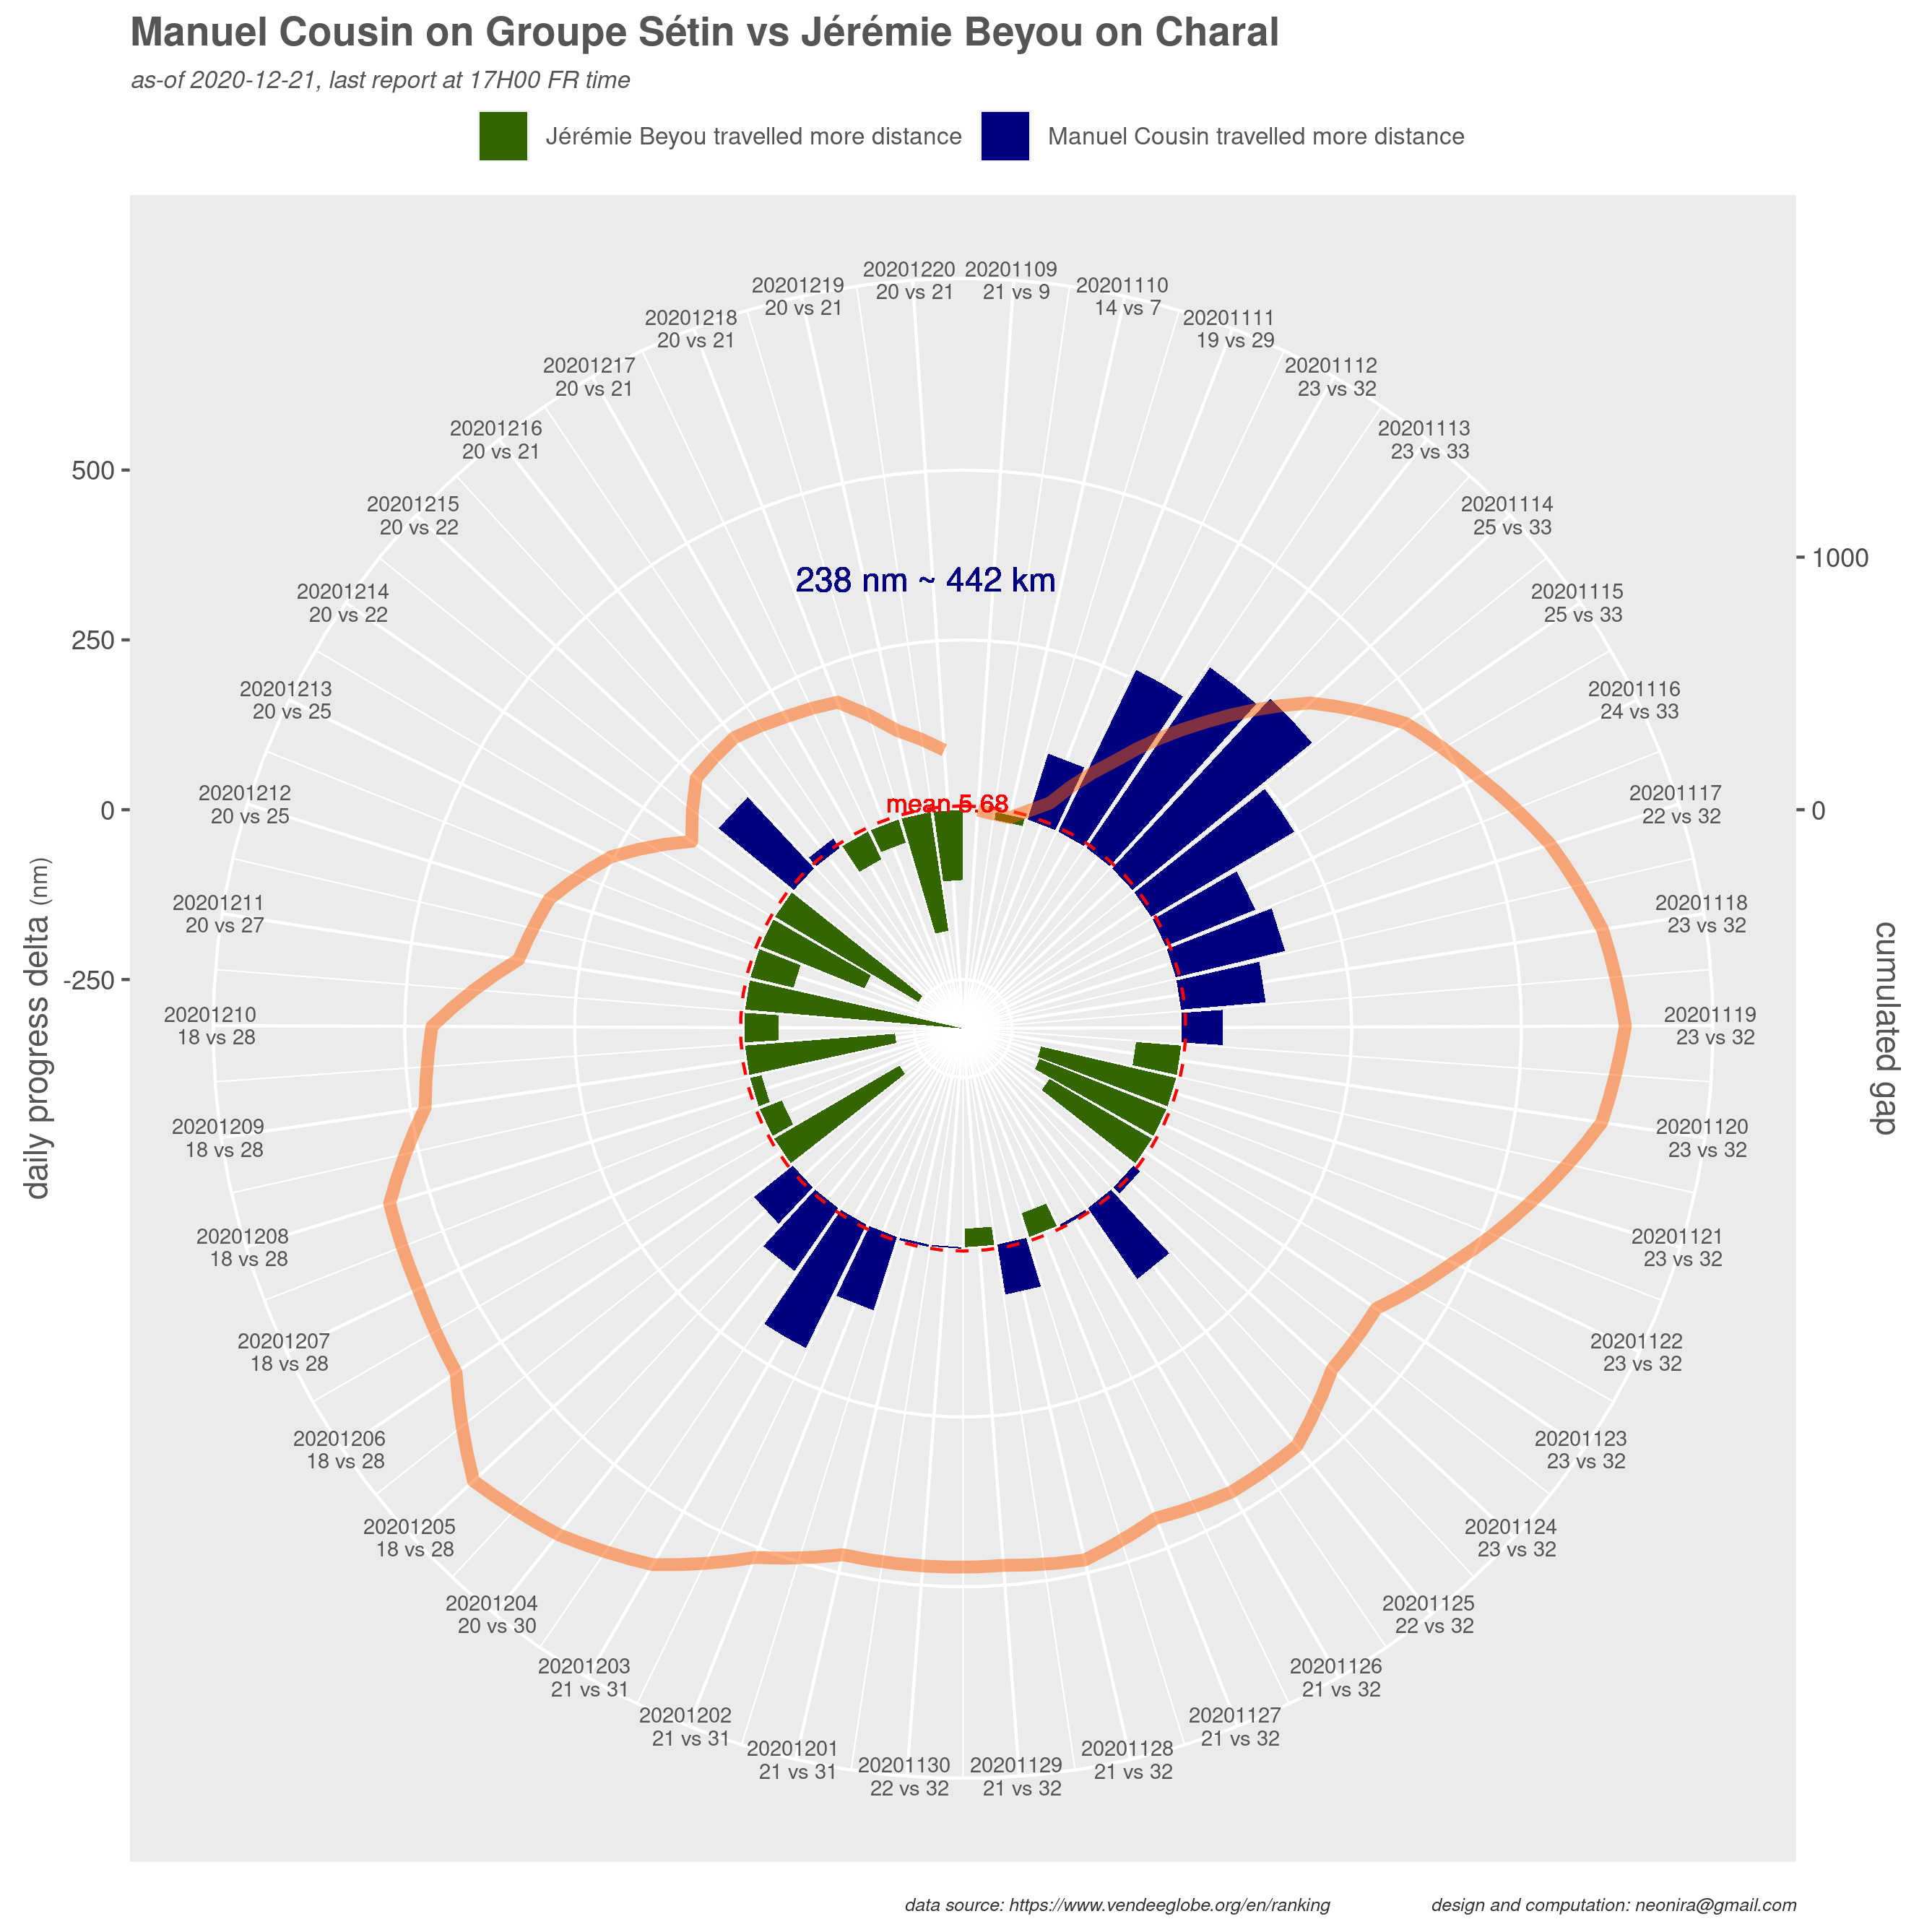 Manuel Cousin on Groupe Sétin vs Jérémie Beyou on Charal
as-of 2020-12-21, last report at 17H00 FR time
Jérémie Beyou travelled more distance
Manuel Cousin travelled more distance
20201109
21 vs 9
20201110
14 vs 7
20201111
19 vs 29
20201112
23 vs 32
20201113
23 vs 33
20201114
25 vs 33
20201115
25 vs 33
20201116
24 vs 33
20201117
22 vs 32
20201118
23 vs 32
20201119
23 vs 32
20201120
23 vs 32
20201121
23 vs 32
20201122
23 vs 32
20201123
23 vs 32
20201124
23 vs 32
20201125
22 vs 32
20201126
21 vs 32
20201127
21 vs 32
20201128
21 vs 32
20201129
21 vs 32
20201130
22 vs 32
20201201
21 vs 31
20201202
21 vs 31
20201203
21 vs 31
20201204
20 vs 30
20201205
18 vs 28
20201206
18 vs 28
20201207
18 vs 28
20201208
18 vs 28
20201209
18 vs 28
20201210
18 vs 28
20201211
20 vs 27
20201212
20 vs 25
20201213
20 vs 25
20201214
20 vs 22
20201215
20 vs 22
20201216
20 vs 21
20201217
20 vs 21
20201218
20 vs 21
20201219
20 vs 21
20201220
20 vs 21
238 nm ~ 442 km
mean 5.68
500
250
0
-250
daily progress delta (nm)
1000
0
cumulated gap
data source: https://www.vendeeglobe.org/en/ranking
design and computation: neonira@gmail.com